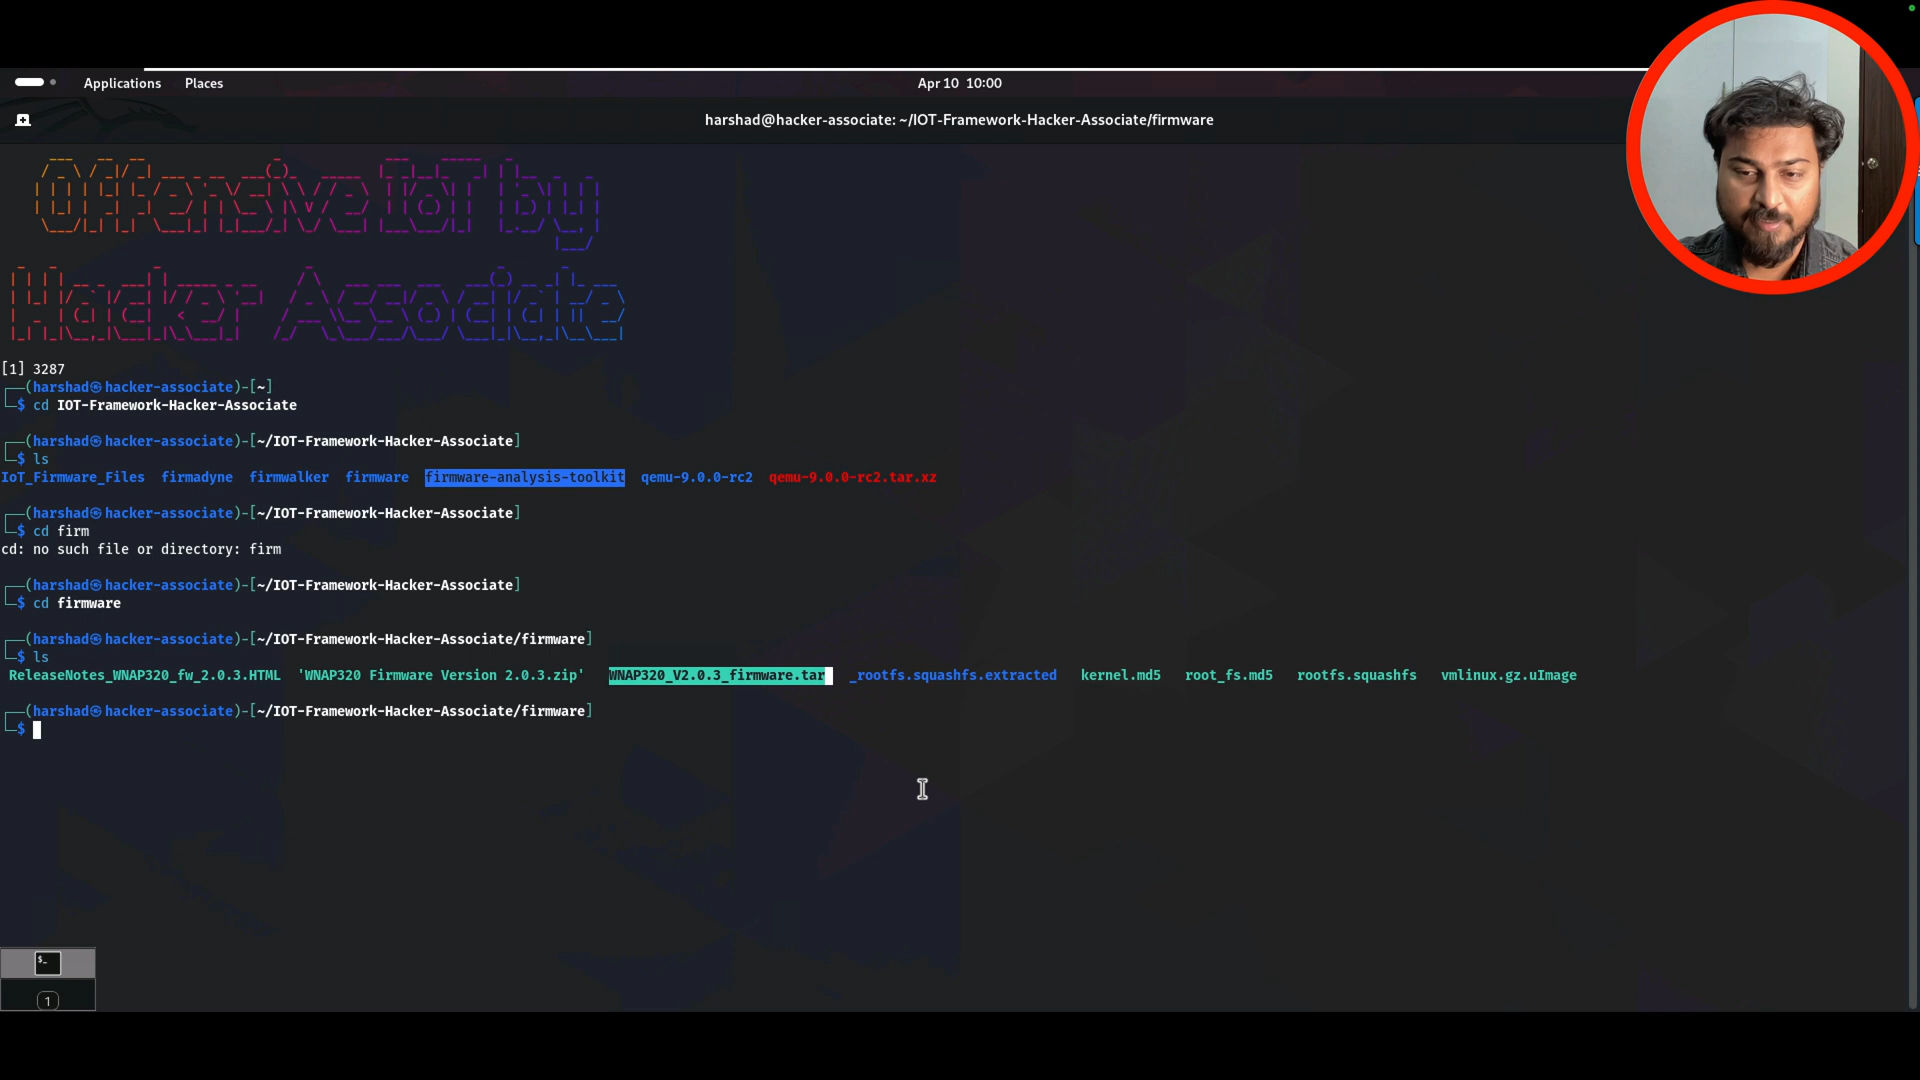 Applications Places
Apr 10 10:00
harshad@hacker-associate: ~/IOT-Framework-Hacker-Associate/firmware
Offensive IoT by
Hacker Associate
[1] 3287
┌──(harshad㉿hacker-associate)-[~]
└─$ cd IOT-Framework-Hacker-Associate
┌──(harshad㉿hacker-associate)-[~/IOT-Framework-Hacker-Associate]
└─$ ls
IoT_Firmware_Files firmadyne firmwalker firmware firmware-analysis-toolkit qemu-9.0.0-rc2 qemu-9.0.0-rc2.tar.xz
┌──(harshad㉿hacker-associate)-[~/IOT-Framework-Hacker-Associate]
└─$ cd firm
cd: no such file or directory: firm
┌──(harshad㉿hacker-associate)-[~/IOT-Framework-Hacker-Associate]
└─$ cd firmware
┌──(harshad㉿hacker-associate)-[~/IOT-Framework-Hacker-Associate/firmware]
└─$ ls
ReleaseNotes_WNAP320_fw_2.0.3.HTML 'WNAP320 Firmware Version 2.0.3.zip' WNAP320_V2.0.3_firmware.tar _rootfs.squashfs.extracted kernel.md5 root_fs.md5 rootfs.squashfs vmlinux.gz.uImage
┌──(harshad㉿hacker-associate)-[~/IOT-Framework-Hacker-Associate/firmware]
└─$
$_
1